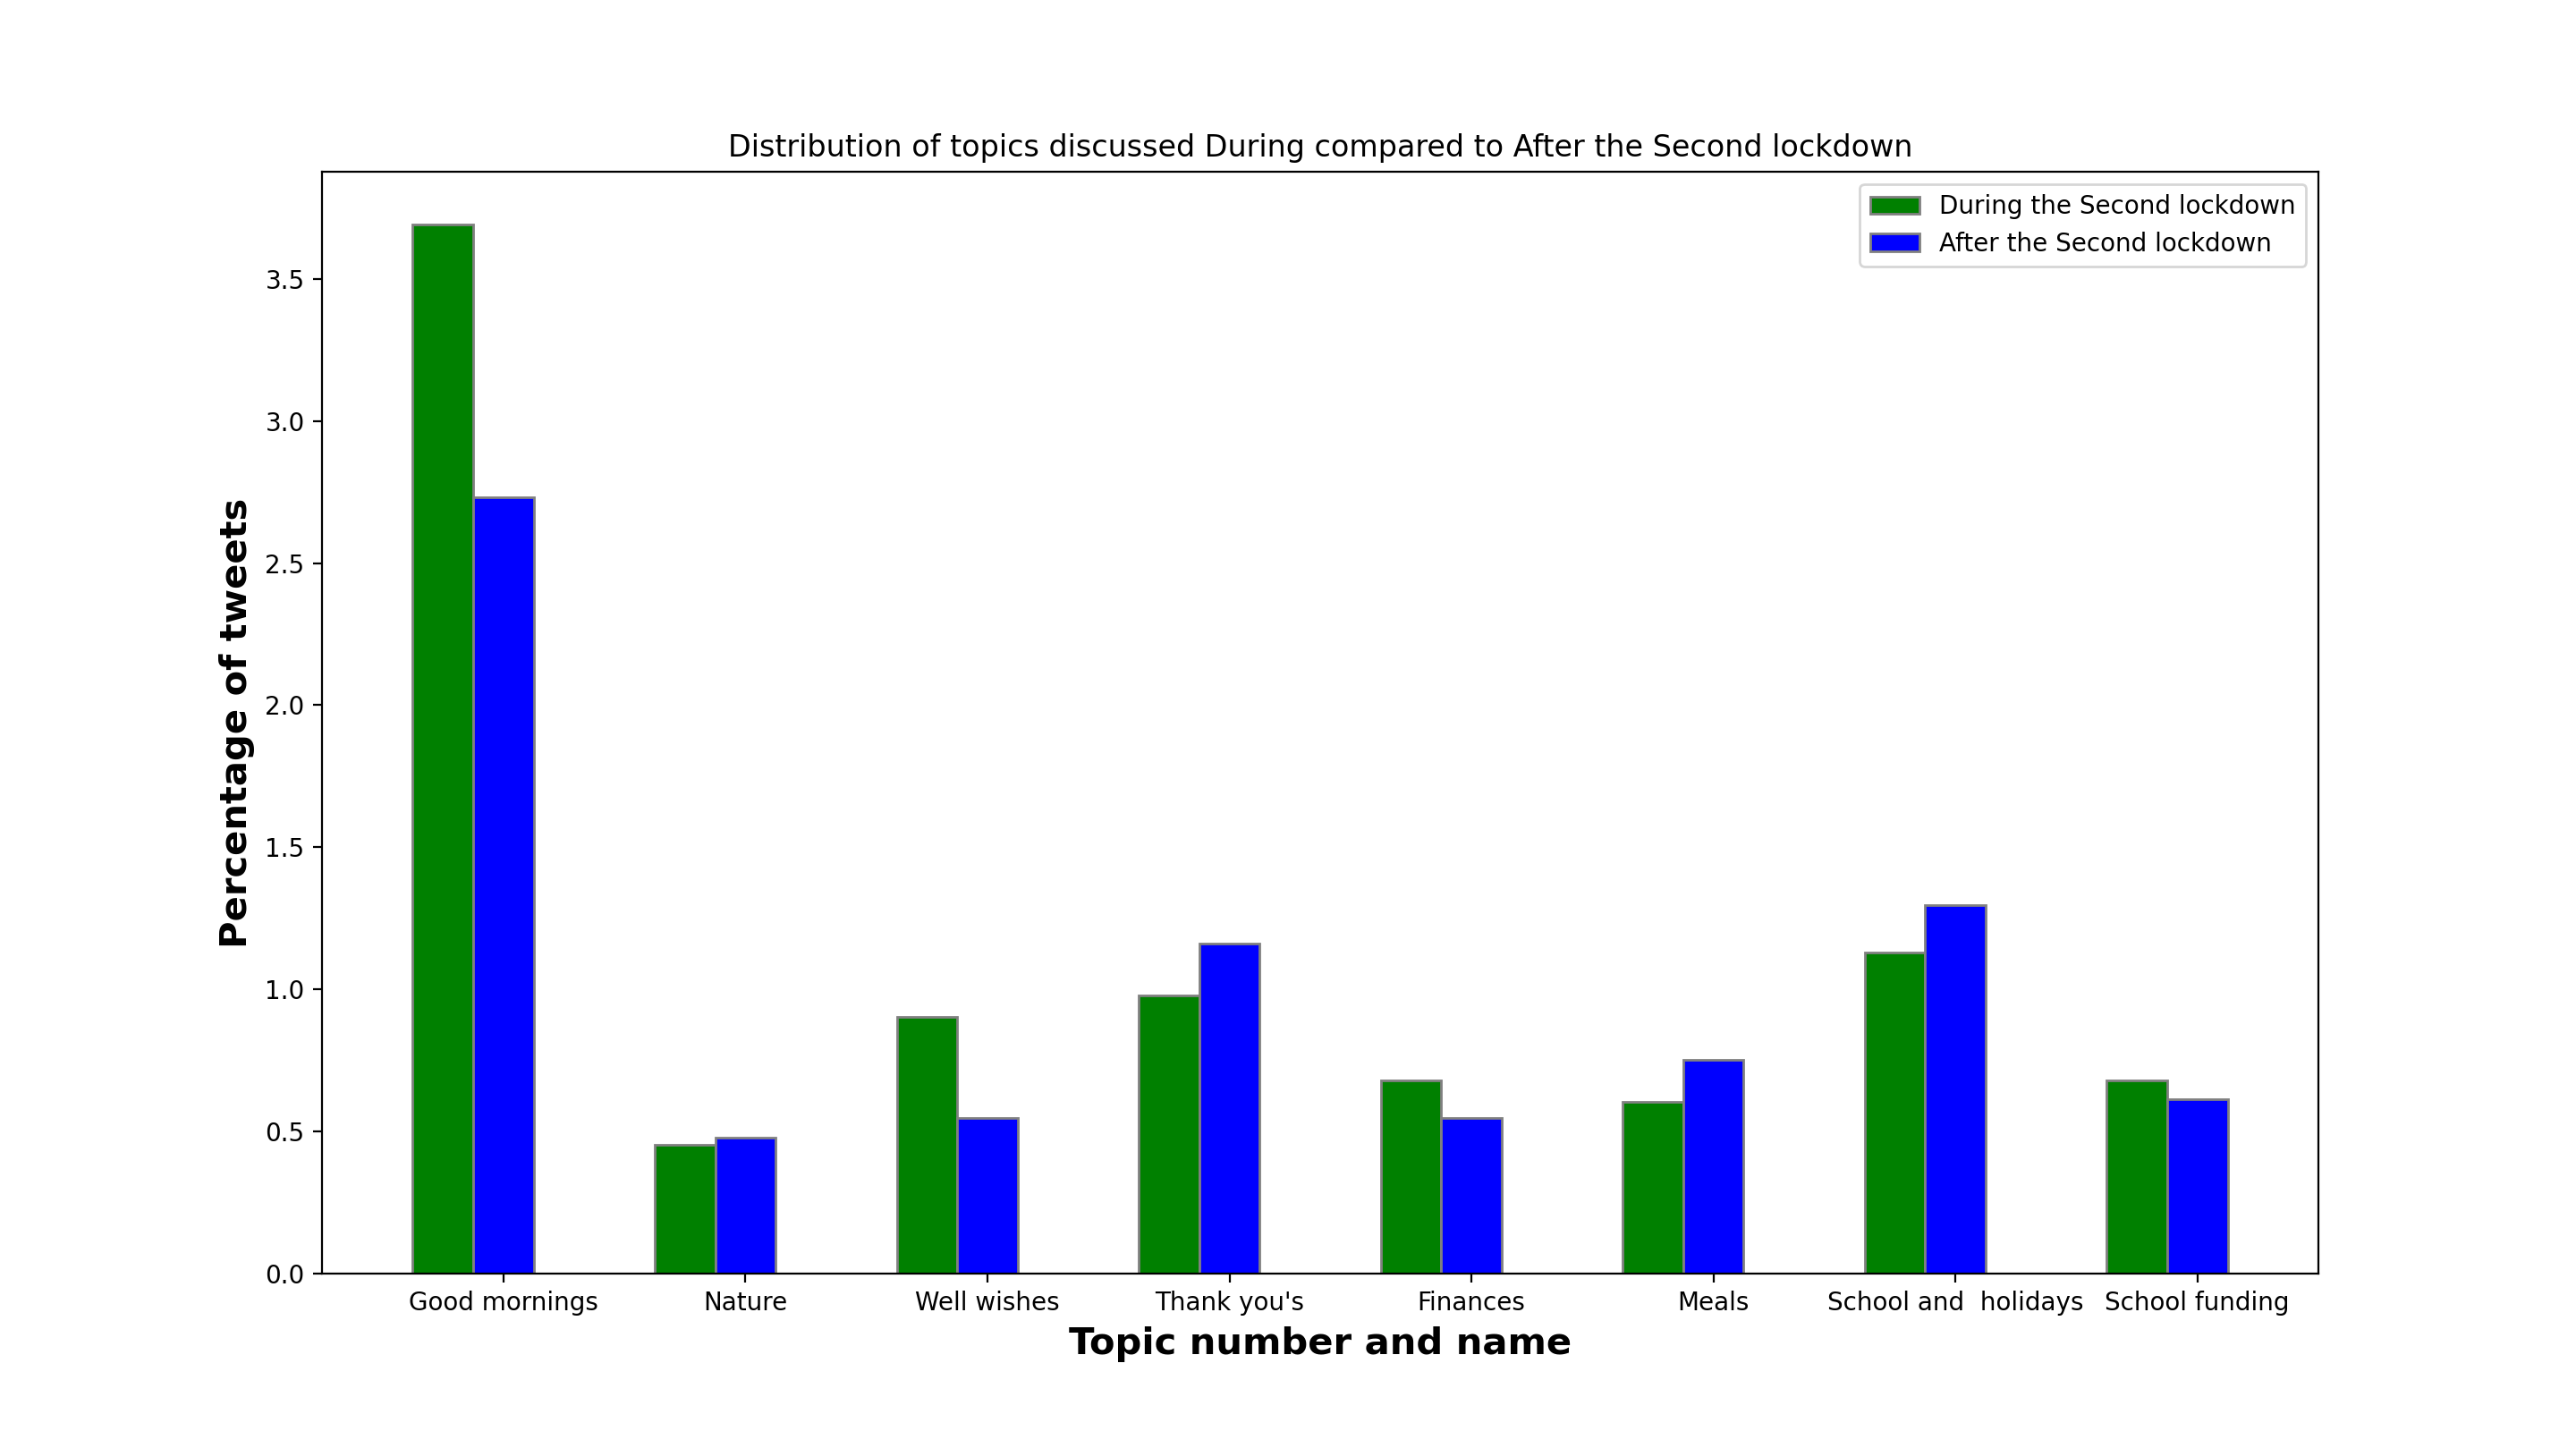 Distribution of topics discussed During compared to After the Second lockdown
During the Second lockdown
After the Second lockdown
Percentage of tweets
3.5
3.0
2.5
2.0
1.5
1.0
0.5
0.0
Good mornings Nature Well wishes Thank you's Finances Meals School and  holidays School funding
Topic number and name